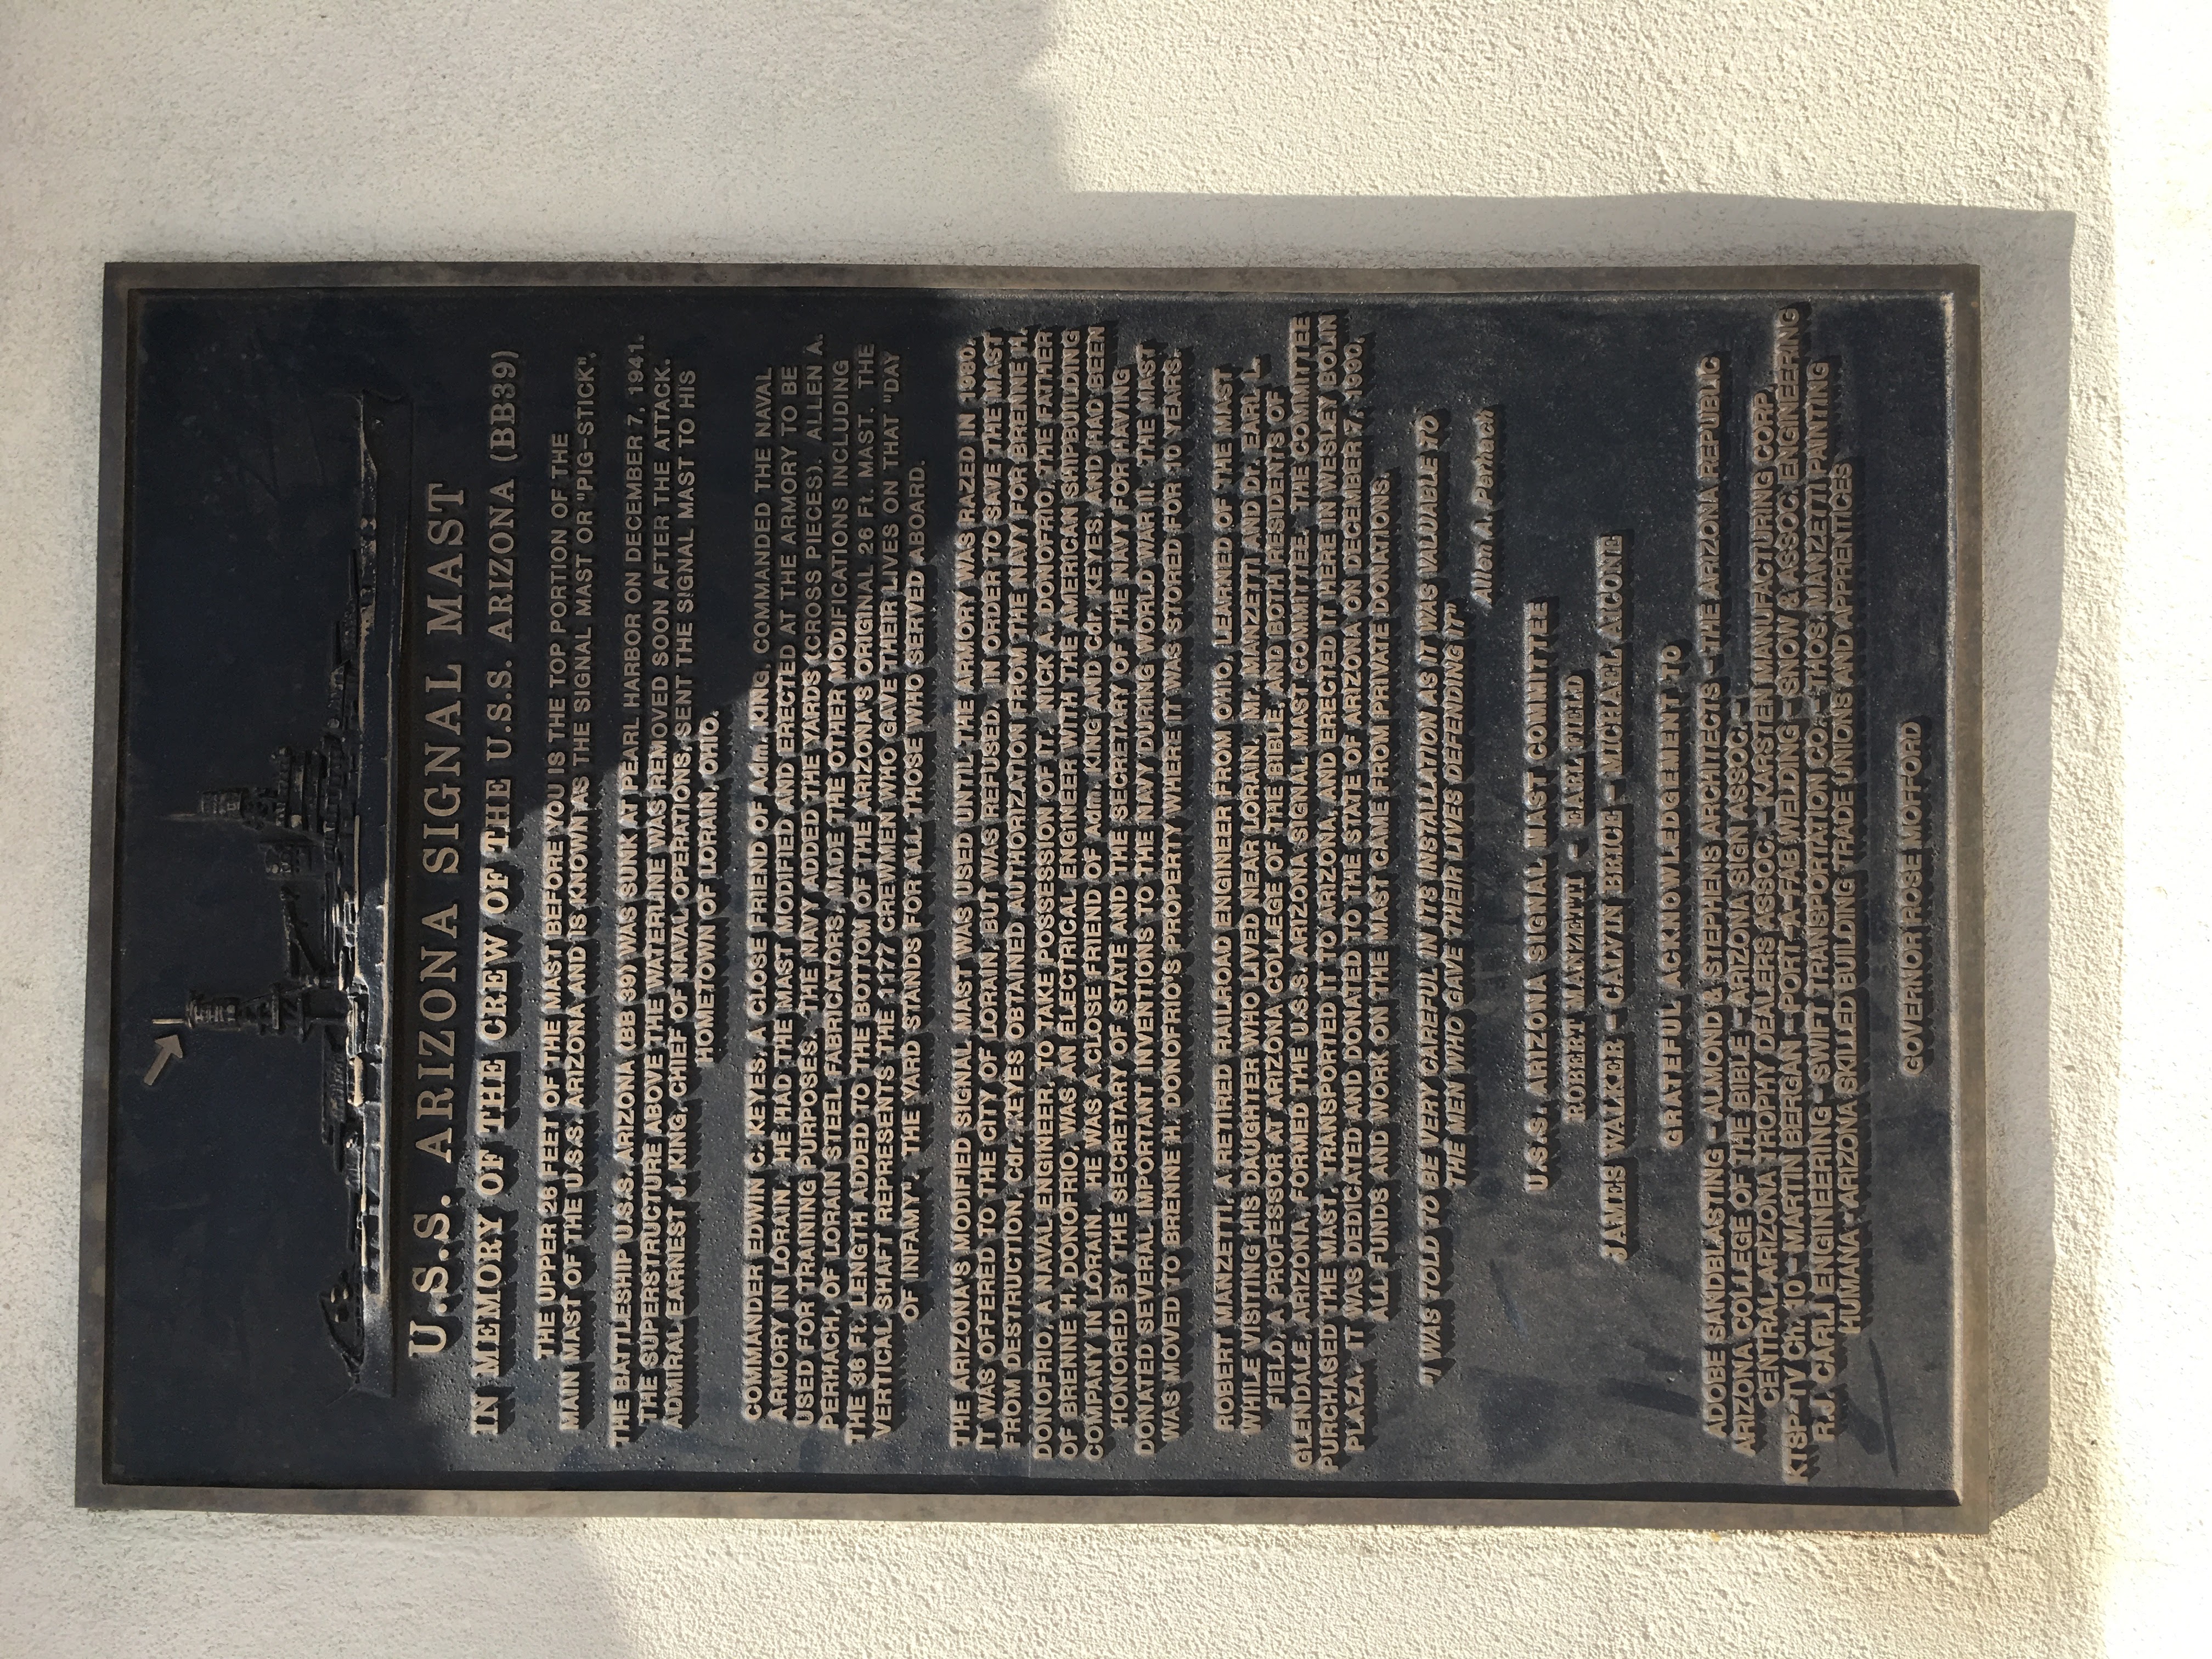 U.S.S. ARIZONA SIGNAL MAST
IN MEMORY OF THE CREW OF THE U.S.S. ARIZONA (BB39)
THE UPPER 26 FEET OF THE MAST BEFORE YOU IS THE TOP PORTION OF THE
MAIN MAST OF THE U.S.S. ARIZONA AND IS KNOWN AS THE SIGNAL MAST OR "PIG-STICK".
THE BATTLESHIP U.S.S. ARIZONA (BB 39) WAS SUNK AT PEARL HARBOR ON DECEMBER 7, 1941.
THE SUPERSTRUCTURE ABOVE THE WATERLINE WAS REMOVED SOON AFTER THE ATTACK.
ADMIRAL EARNEST J. KING, CHIEF OF NAVAL OPERATIONS, SENT THE SIGNAL MAST TO HIS
HOMETOWN OF LORAIN, OHIO.
COMMANDER EDWIN C. KEYES, A CLOSE FRIEND OF Adm. KING, COMMANDED THE NAVAL
ARMORY IN LORAIN. HE HAD THE MAST MODIFIED AND ERECTED AT THE ARMORY TO BE
USED FOR TRAINING PURPOSES. THE NAVY ADDED THE YARDS (CROSS PIECES). ALLEN A.
PERHACH, OF LORAIN STEEL FABRICATORS, MADE THE OTHER MODIFICATIONS INCLUDING
THE 36 Ft. LENGTH ADDED TO THE BOTTOM OF THE ARIZONA'S ORIGINAL 26 Ft. MAST. THE
VERTICAL SHAFT REPRESENTS THE 1177 CREWMEN WHO GAVE THEIR LIVES ON THAT "DAY
OF INFAMY". THE YARD STANDS FOR ALL THOSE WHO SERVED ABOARD.
THE ARIZONA'S MODIFIED SIGNAL MAST WAS USED UNTIL THE ARMORY WAS RAZED IN 1980.
IT WAS OFFERED TO THE CITY OF LORAIN, BUT WAS REFUSED. IN ORDER TO SAVE THE MAST
FROM DESTRUCTION, Cdr. KEYES OBTAINED AUTHORIZATION FROM THE NAVY FOR BRENNE H.
DONOFRIO, A NAVAL ENGINEER TO TAKE POSSESSION OF IT. RICK A. DONOFRIO, THE FATHER
OF BRENNE H. DONOFRIO, WAS AN ELECTRICAL ENGINEER WITH THE AMERICAN SHIPBUILDING
COMPANY IN LORAIN. HE WAS A CLOSE FRIEND OF Adm. KING AND Cdr. KEYES AND HAD BEEN
HONORED BY THE SECRETARY OF STATE AND THE SECRETARY OF THE NAVY FOR HAVING
DONATED SEVERAL IMPORTANT INVENTIONS TO THE NAVY DURING WORLD WAR II. THE MAST
WAS MOVED TO BRENNE H. DONOFRIO'S PROPERTY WHERE IT WAS STORED FOR 10 YEARS.
ROBERT MANZETTI, A RETIRED RAILROAD ENGINEER FROM OHIO, LEARNED OF THE MAST
WHILE VISITING HIS DAUGHTER WHO LIVED NEAR LORAIN. Mr. MANZETTI AND Dr. EARL L.
FIELD, A PROFESSOR AT ARIZONA COLLEGE OF THE BIBLE, AND BOTH RESIDENTS OF
GLENDALE, ARIZONA, FORMED THE U.S.S. ARIZONA SIGNAL MAST COMMITTEE. THE COMMITTEE
PURCHASED THE MAST, TRANSPORTED IT TO ARIZONA, AND ERECTED IT HERE IN WESLEY BOLIN
PLAZA. IT WAS DEDICATED AND DONATED TO THE STATE OF ARIZONA ON DECEMBER 7, 1990.
ALL FUNDS AND WORK ON THE MAST CAME FROM PRIVATE DONATIONS.
"I WAS TOLD TO BE VERY CAREFUL IN ITS INSTALLATION AS IT WAS VALUABLE TO
THE MEN WHO GAVE THEIR LIVES DEFENDING IT"
Allen A. Perhach
U.S.S. ARIZONA SIGNAL MAST COMMITTEE
ROBERT MANZETTI - EARL FIELD
JAMES WALKER - CALVIN BRICE - MICHAEL AICONE
GRATEFUL ACKNOWLEDGEMENT TO
ADOBE SANDBLASTING - ALMOND & STEPHENS ARCHITECTS - THE ARIZONA REPUBLIC
ARIZONA COLLEGE OF THE BIBLE - ARIZONA SIGN ASSOC. -
CENTRAL ARIZONA TROPHY DEALERS ASSOC. - KARSTEN MANUFACTURING CORP.
KTSP-TV Ch. 10 - MARTIN BERGAN - PORT-A-FAB WELDING - SNOW & ASSOC. ENGINEERING
R.J. CARLI ENGINEERING - SWIFT TRANSPORTATION CO. - THOS. MANZETTI PAINTING
HUMANA - ARIZONA SKILLED BUILDING TRADE UNIONS AND APPRENTICES
GOVERNOR ROSE MOFFORD